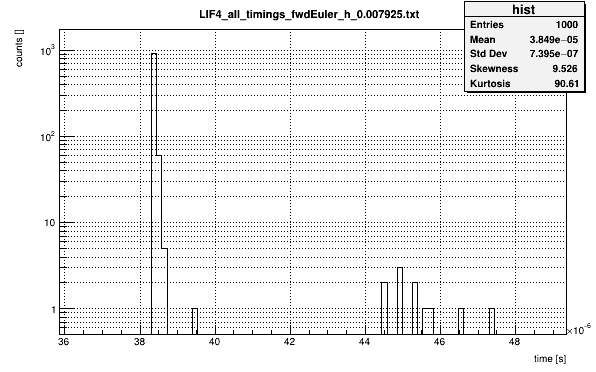 LIF4_all_timings_fwdEuler_h_0.007925.txt
hist
Entries 1000
Mean 3.849e−05
Std Dev 7.395e−07
Skewness 9.526
Kurtosis 90.61
counts []
10³
10²
10
1
36 38 40 42 44 46 48
×10⁻⁶
time [s]